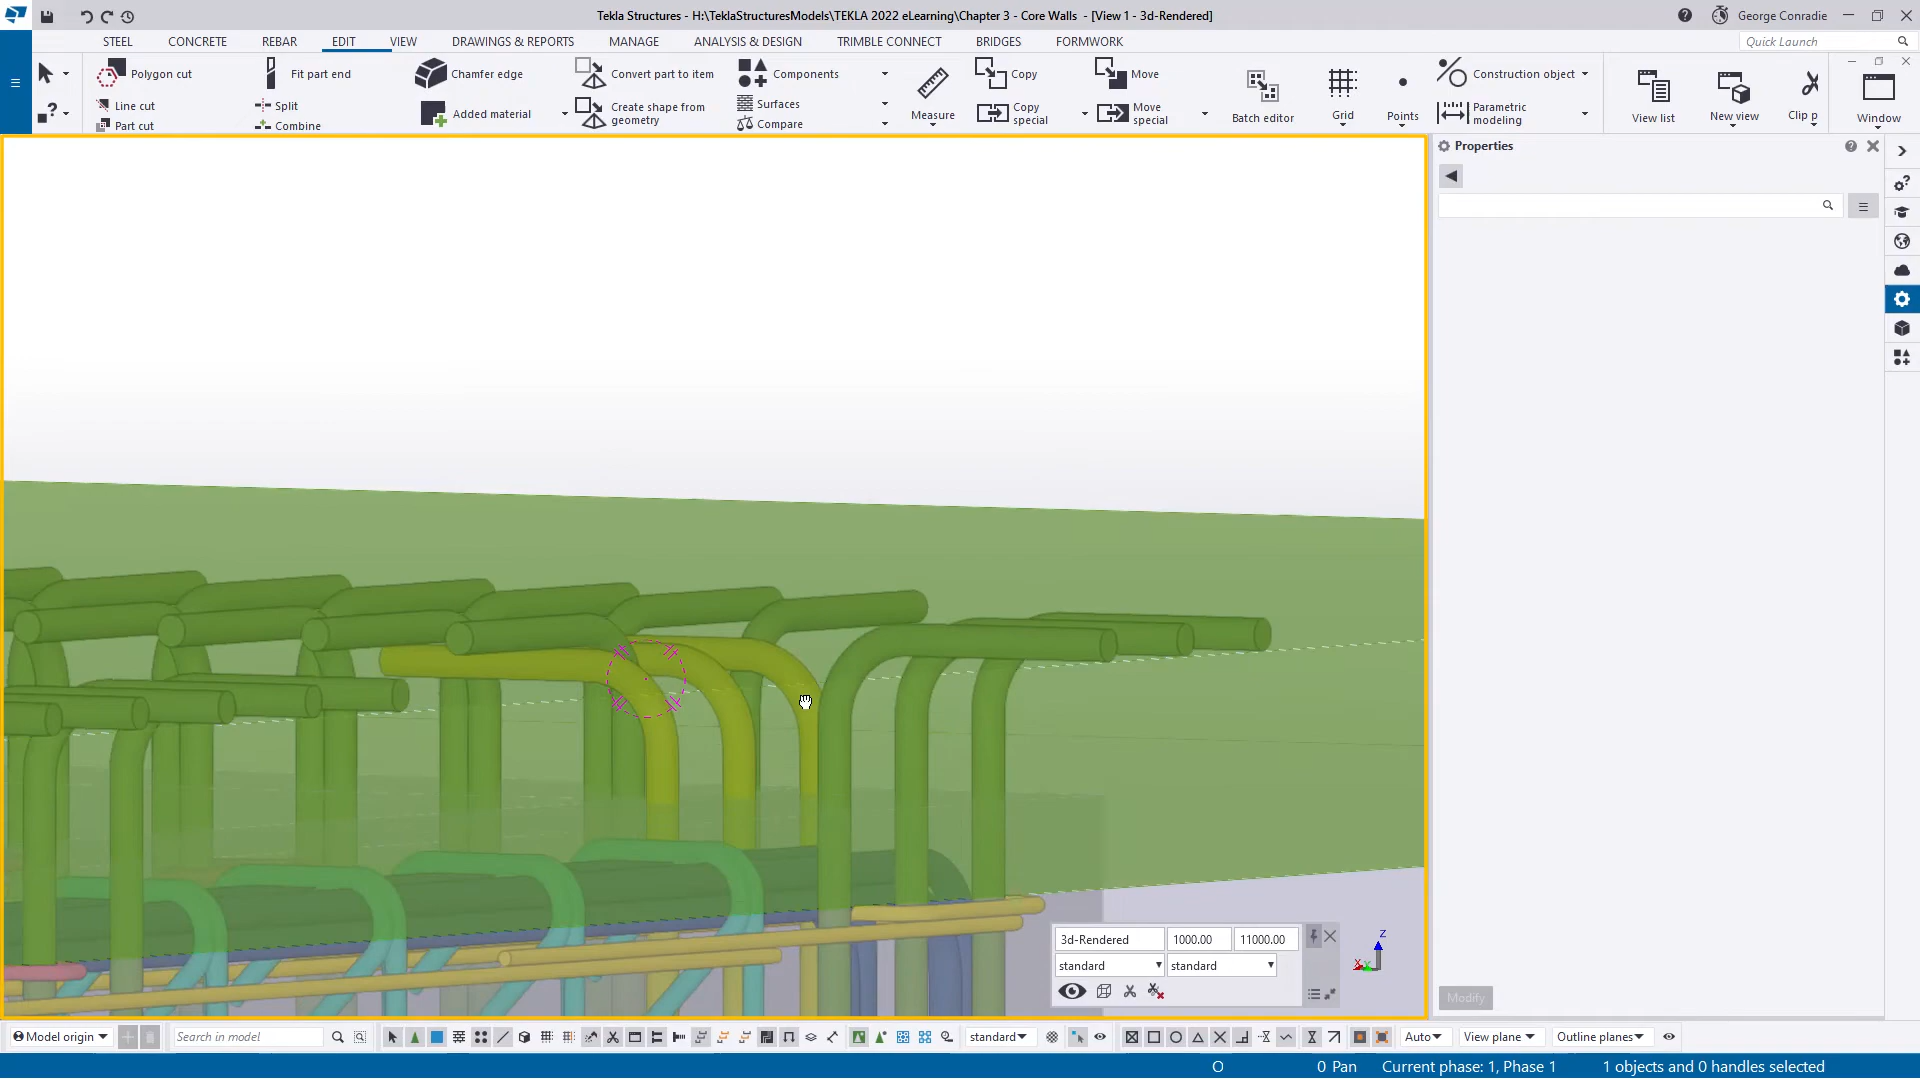 Tekla Structures - H:\TeklaStructuresModels\TEKLA 2022 eLearning\Chapter 3 - Core Walls - [View 1 - 3d-Rendered]
George Conradie
STEEL CONCRETE REBAR EDIT VIEW DRAWINGS & REPORTS MANAGE ANALYSIS & DESIGN TRIMBLE CONNECT BRIDGES FORMWORK
Quick Launch
Polygon cut
Line cut
Part cut
Fit part end
Split
Combine
Chamfer edge
Added material
Convert part to item
Create shape from
geometry
Components
Surfaces
Compare
Measure
Copy
Copy
special
Move
Move
special
Batch editor
Grid
Points
Construction object
Parametric
modeling
View list
New view
Clip p
Window
Properties
3d-Rendered 1000.00 11000.00
standard standard
Z
Modify
Model origin Search in model standard Auto View plane Outline planes
O 0 Pan Current phase: 1, Phase 1 1 objects and 0 handles selected